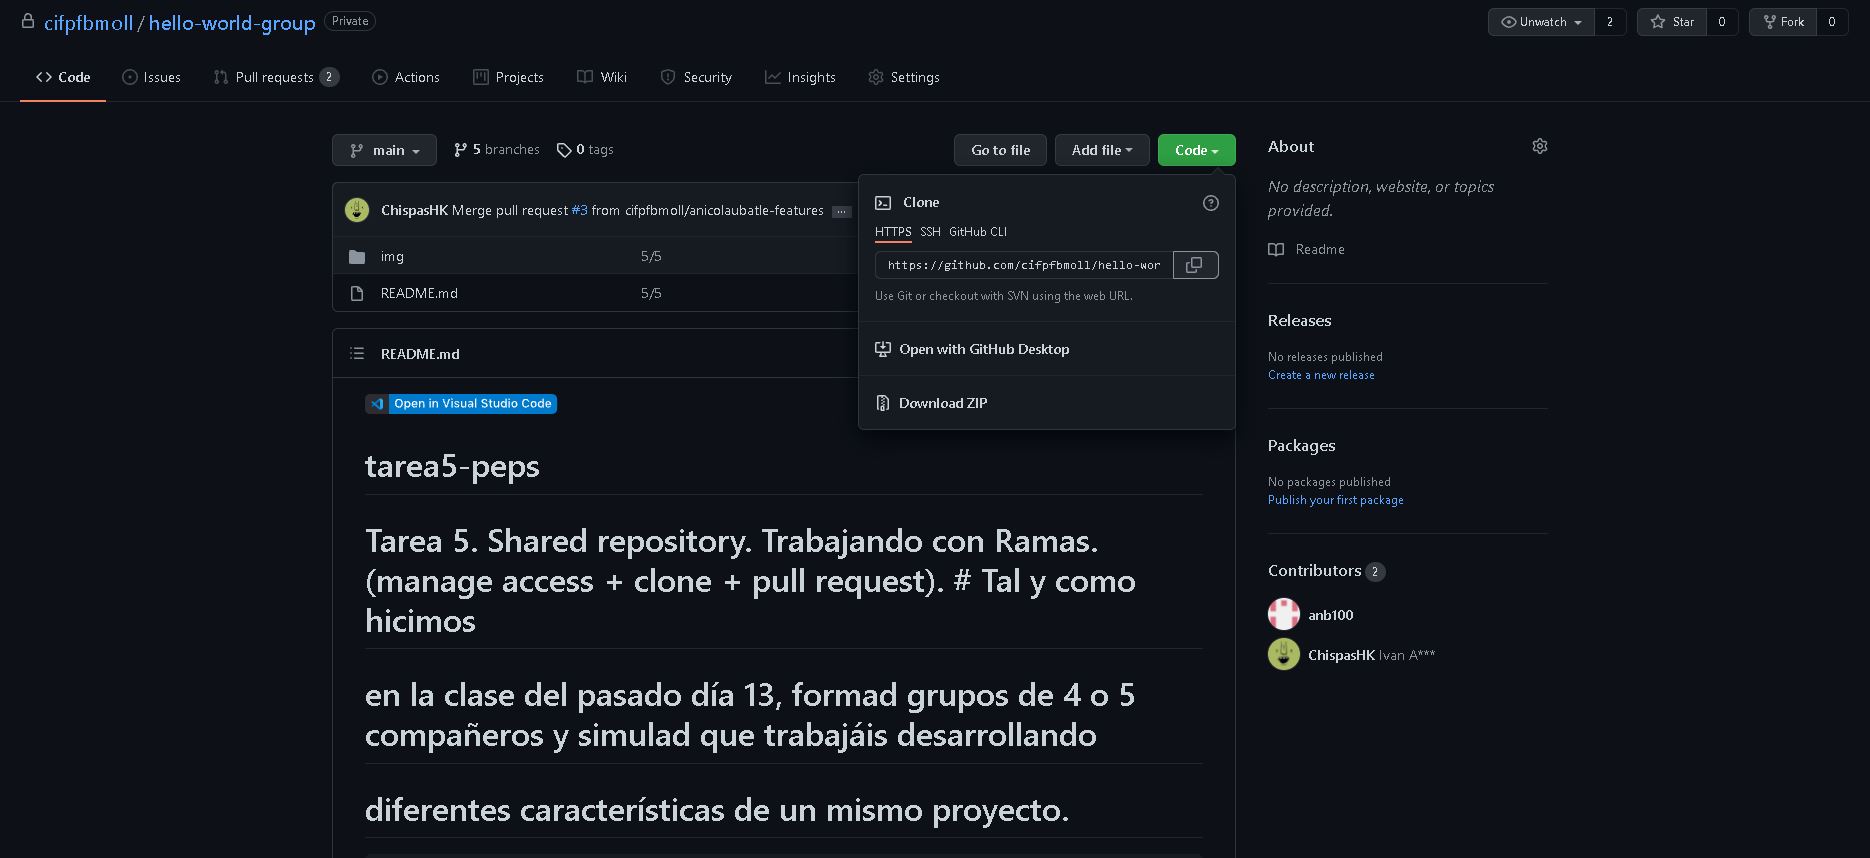 cifpfbmoll / hello-world-group Private
Unwatch 2 Star 0 Fork 0
Code Issues Pull requests 2 Actions Projects Wiki Security Insights Settings
main 5 branches 0 tags
Go to file Add file Code
ChispasHK Merge pull request #3 from cifpfbmoll/anicolaubatle-features ...
img 5/5
README.md 5/5
Clone
HTTPS SSH GitHub CLI
https://github.com/cifpfbmoll/hello-wor
Use Git or checkout with SVN using the web URL.
Open with GitHub Desktop
Download ZIP
README.md
Open in Visual Studio Code
tarea5-peps
Tarea 5. Shared repository. Trabajando con Ramas.
(manage access + clone + pull request). # Tal y como
hicimos
en la clase del pasado día 13, formad grupos de 4 o 5
compañeros y simulad que trabajáis desarrollando
diferentes características de un mismo proyecto.
About
No description, website, or topics
provided.
Readme
Releases
No releases published
Create a new release
Packages
No packages published
Publish your first package
Contributors 2
anb100
ChispasHK Ivan A***